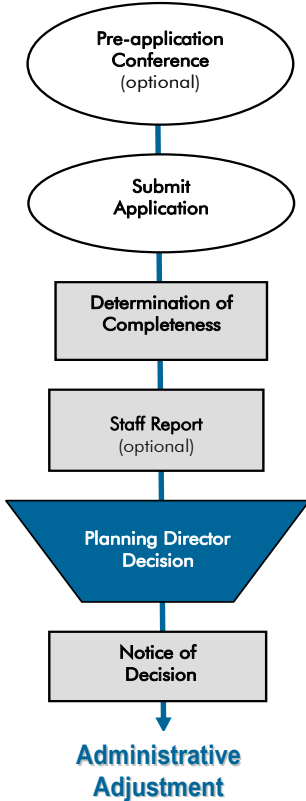 Pre-application
Conference
(optional)
Submit
Application
Determination of
Completeness
Staff Report
(optional)
Planning Director
Decision
Notice of
Decision
Administrative
Adjustment